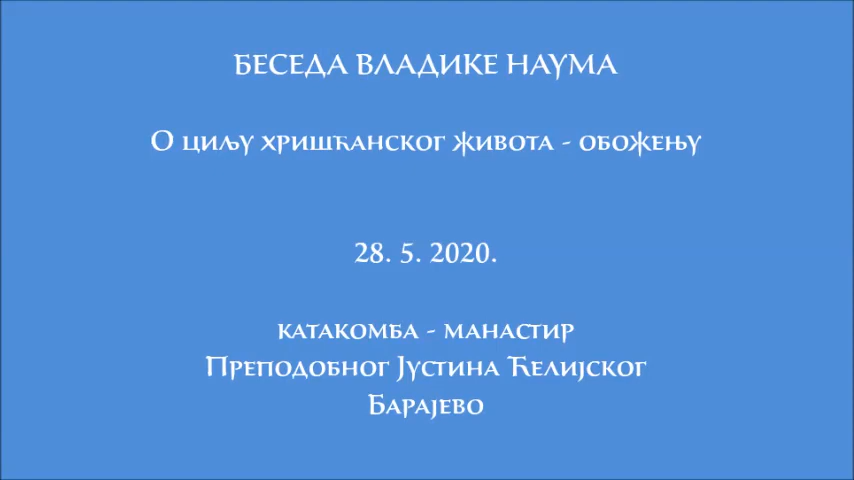 БЕСЕДА ВЛАДИКЕ НАУМА
О циљу хришћанског живота - обожењу
28. 5. 2020.
катакомба - манастир
Преподобног Јустина Ћелијског
Барајево